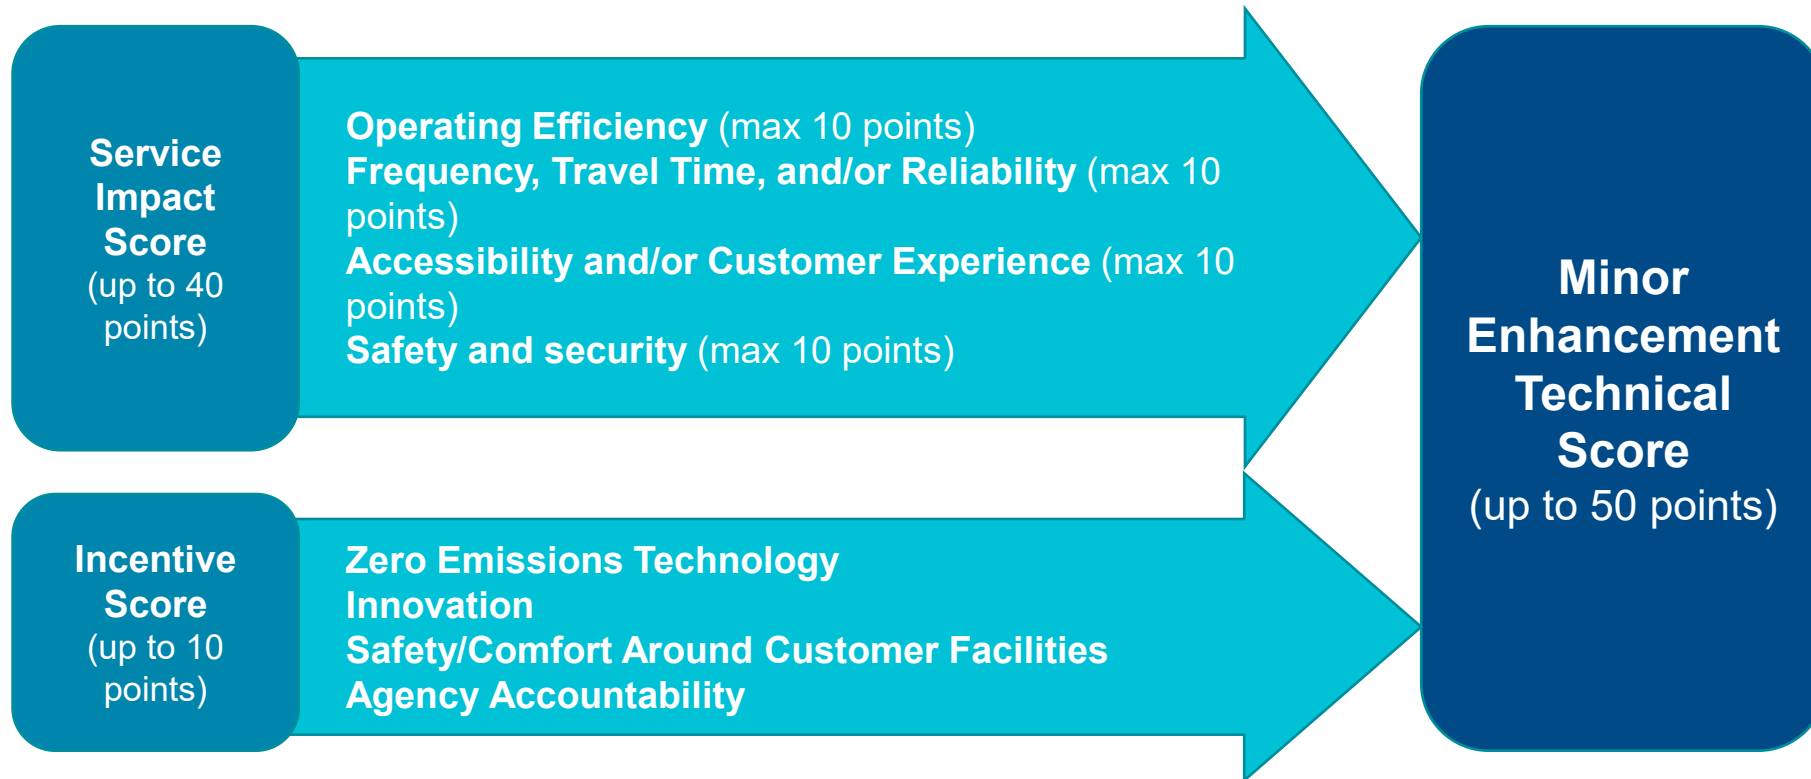 Service
Impact
Score
(up to 40
points)
Operating Efficiency (max 10 points)
Frequency, Travel Time, and/or Reliability (max 10
points)
Accessibility and/or Customer Experience (max 10
points)
Safety and security (max 10 points)
Incentive
Score
(up to 10
points)
Zero Emissions Technology
Innovation
Safety/Comfort Around Customer Facilities
Agency Accountability
Minor
Enhancement
Technical
Score
(up to 50 points)